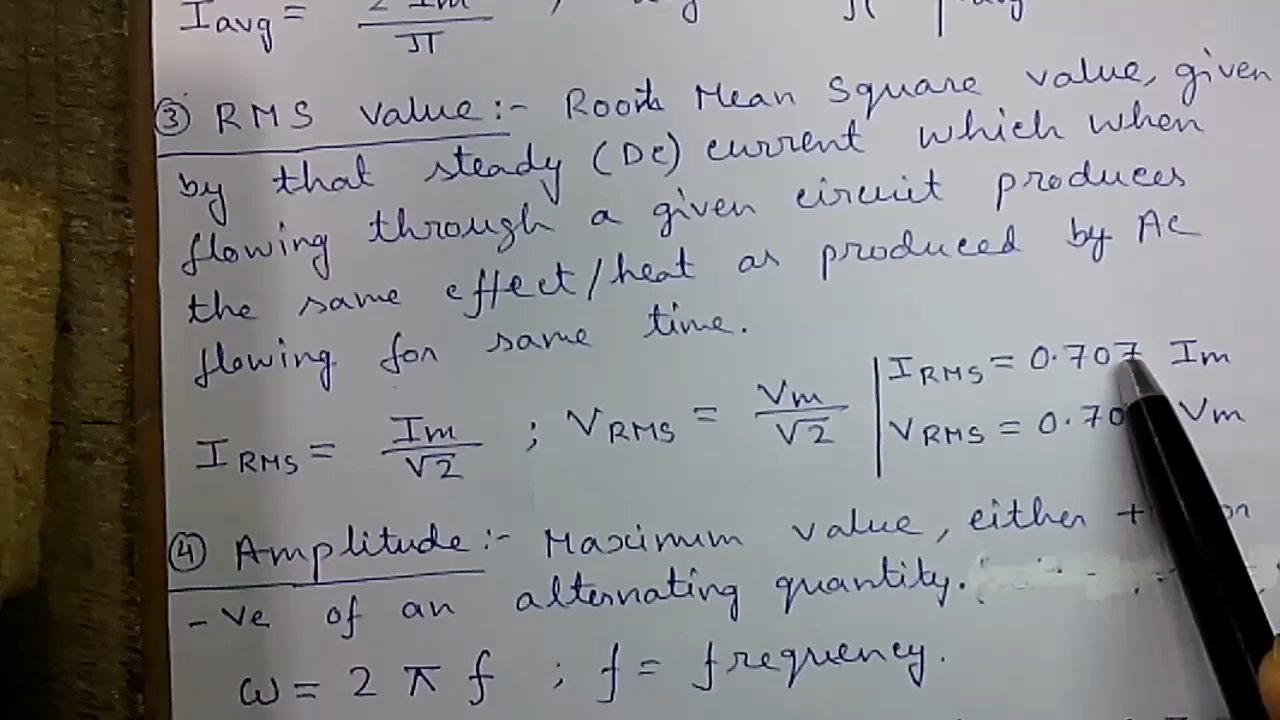 Iavg = 2 Im / π
③ RMS value :- Root Mean Square value, given
by that steady (DC) current which when
flowing through a given circuit produces
the same effect/heat as produced by AC
flowing for same time.
IRMS = Im / √2 ; VRMS = Vm / √2 | IRMS = 0.707 Im
VRMS = 0.70 Vm
④ Amplitude :- Maximum value, either +
-ve of an alternating quantity.
ω = 2 π f ; f = frequency.